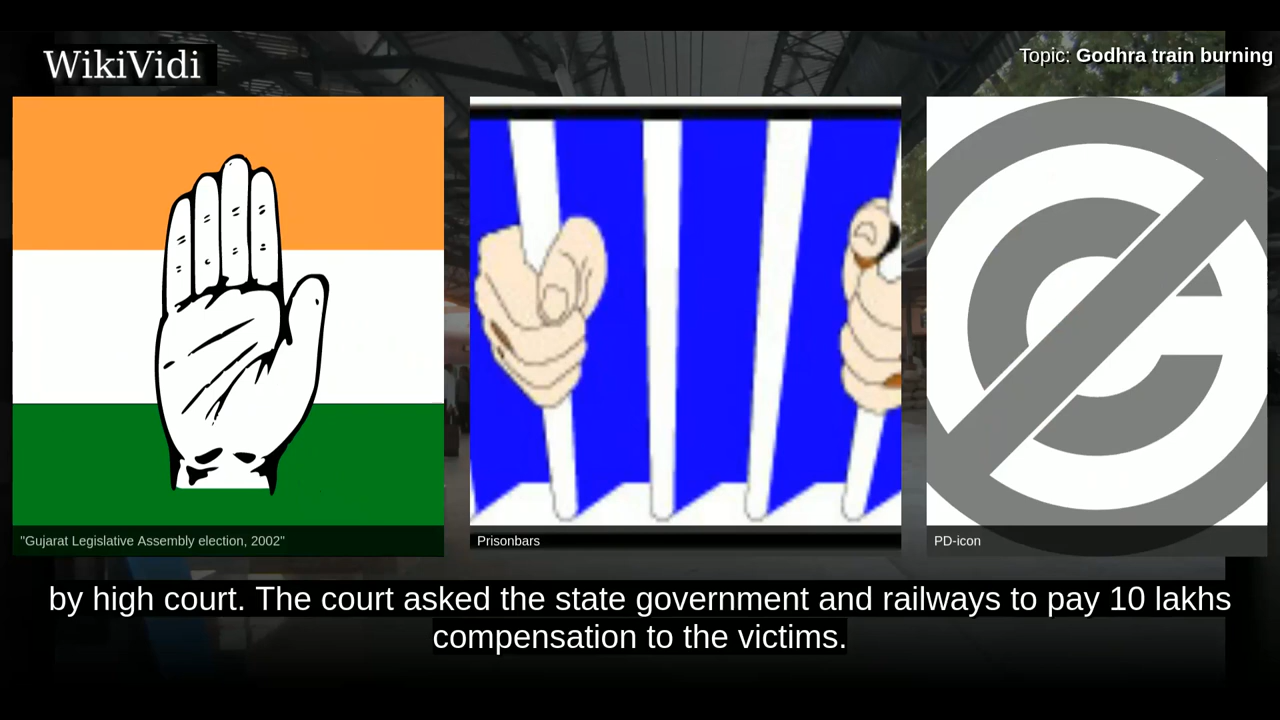 WikiVidi
Topic: Godhra train burning
"Gujarat Legislative Assembly election, 2002"
Prisonbars
PD-icon
by high court. The court asked the state government and railways to pay 10 lakhs
compensation to the victims.